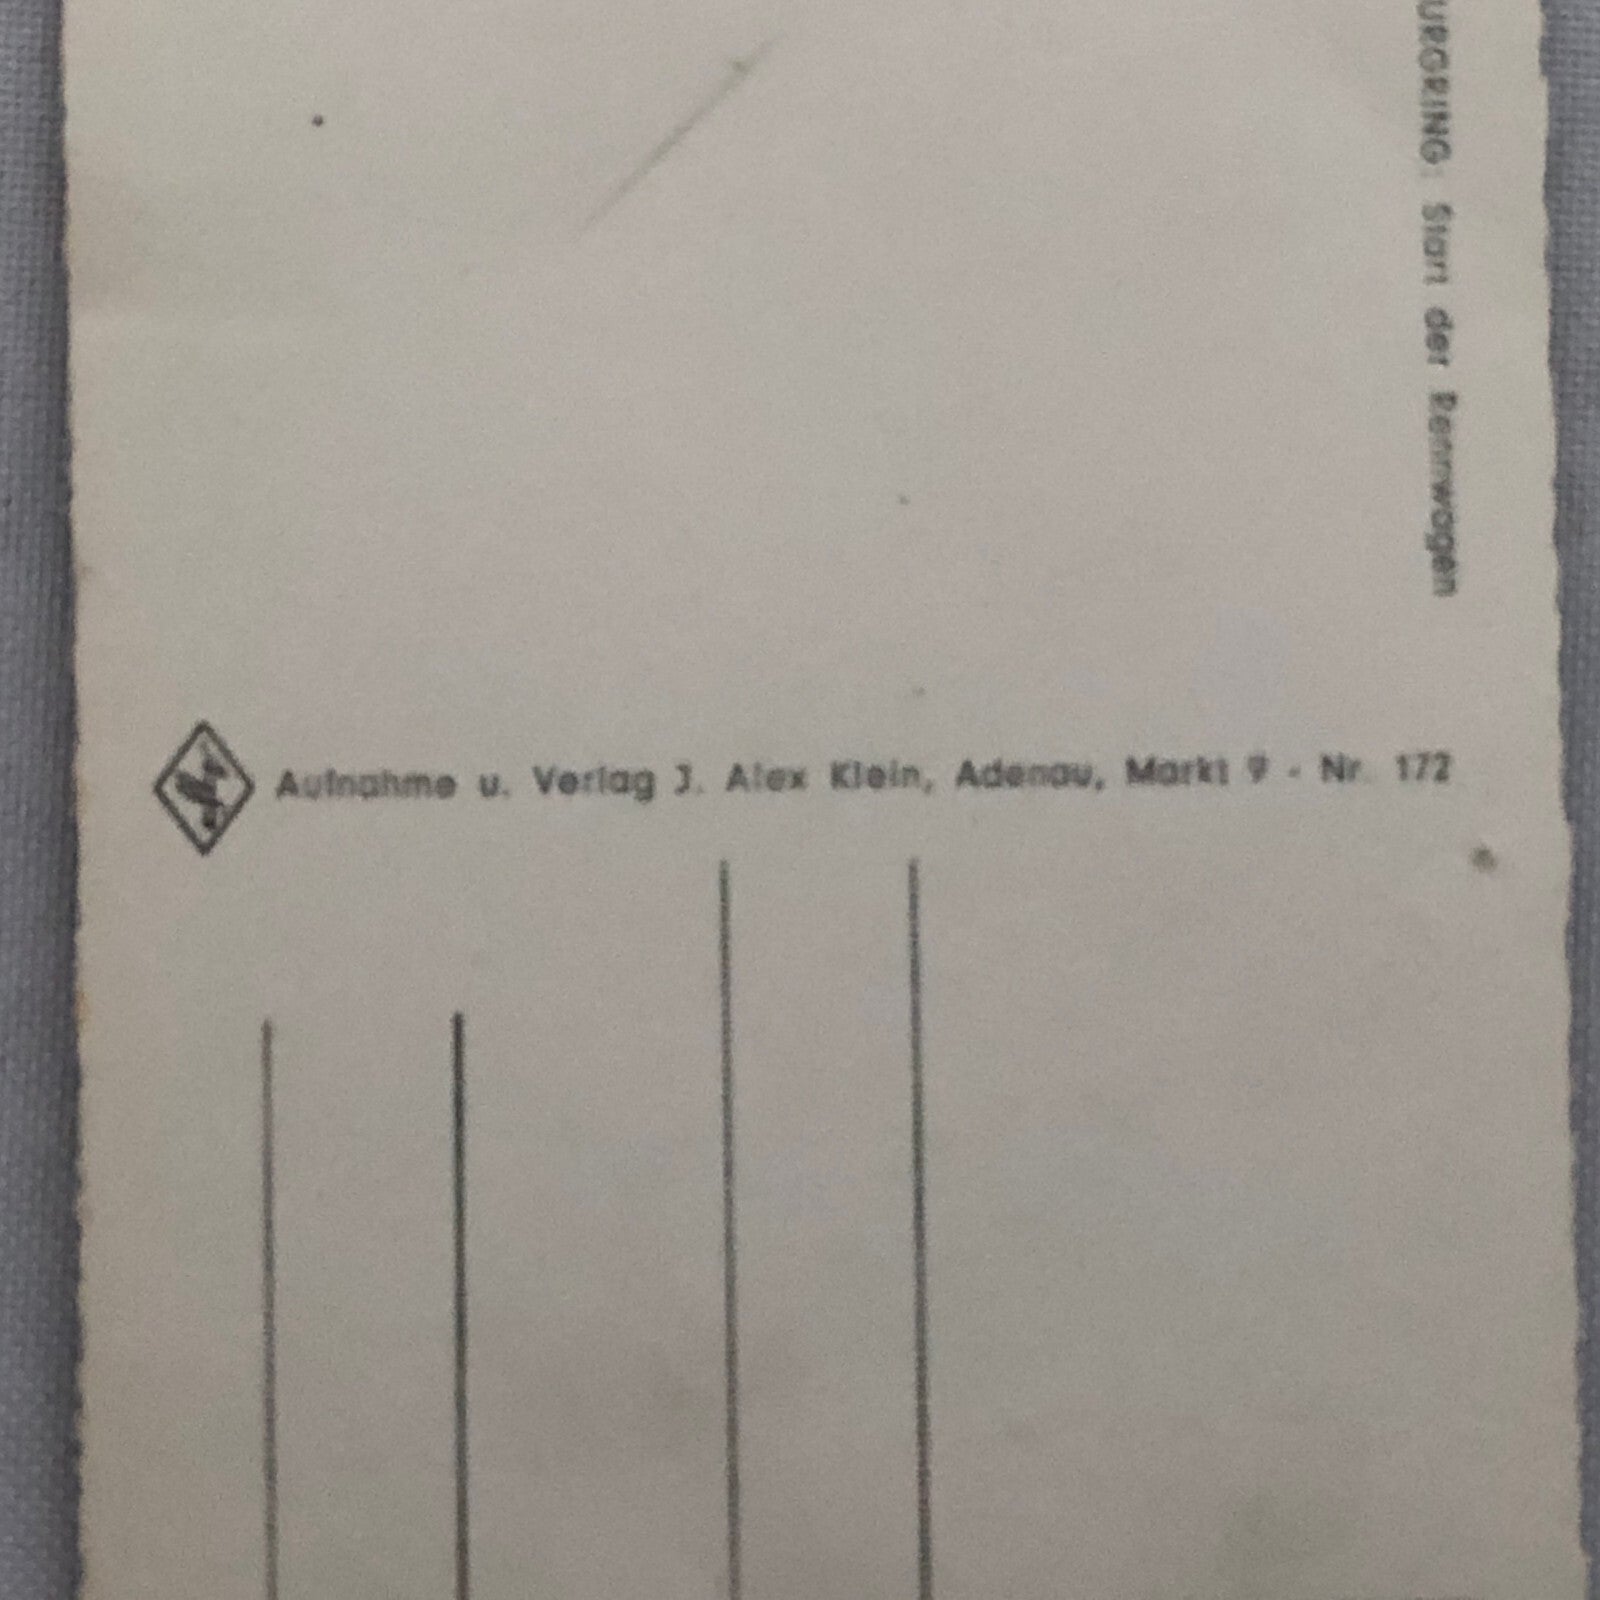 URGRING: Start der Rennwagen
Aufnahme u. Verlag J. Alex Klein, Adenau, Markt 9 - Nr. 172